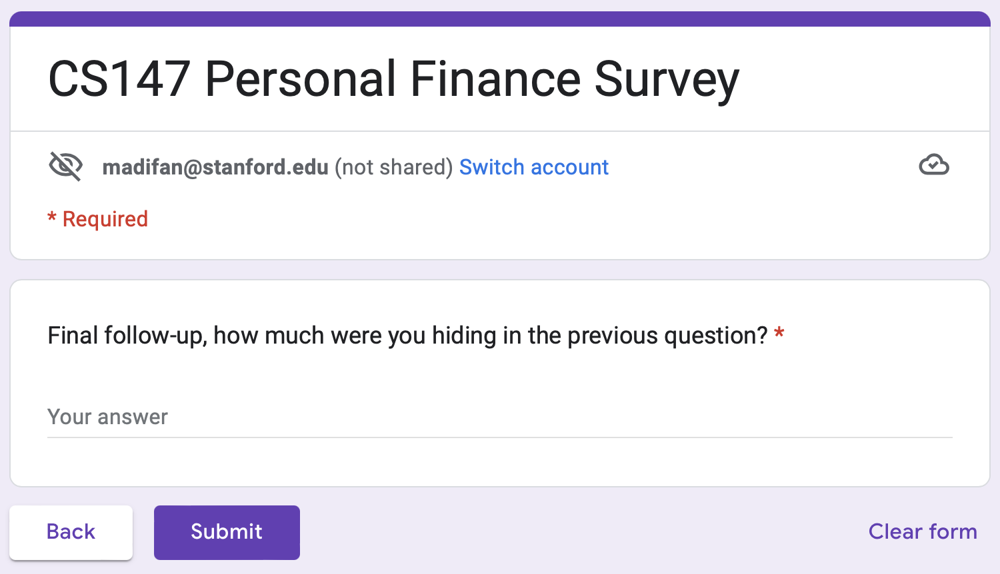 CS147 Personal Finance Survey
madifan@stanford.edu (not shared) Switch account
* Required
Final follow-up, how much were you hiding in the previous question? *
Your answer
Back Submit Clear form